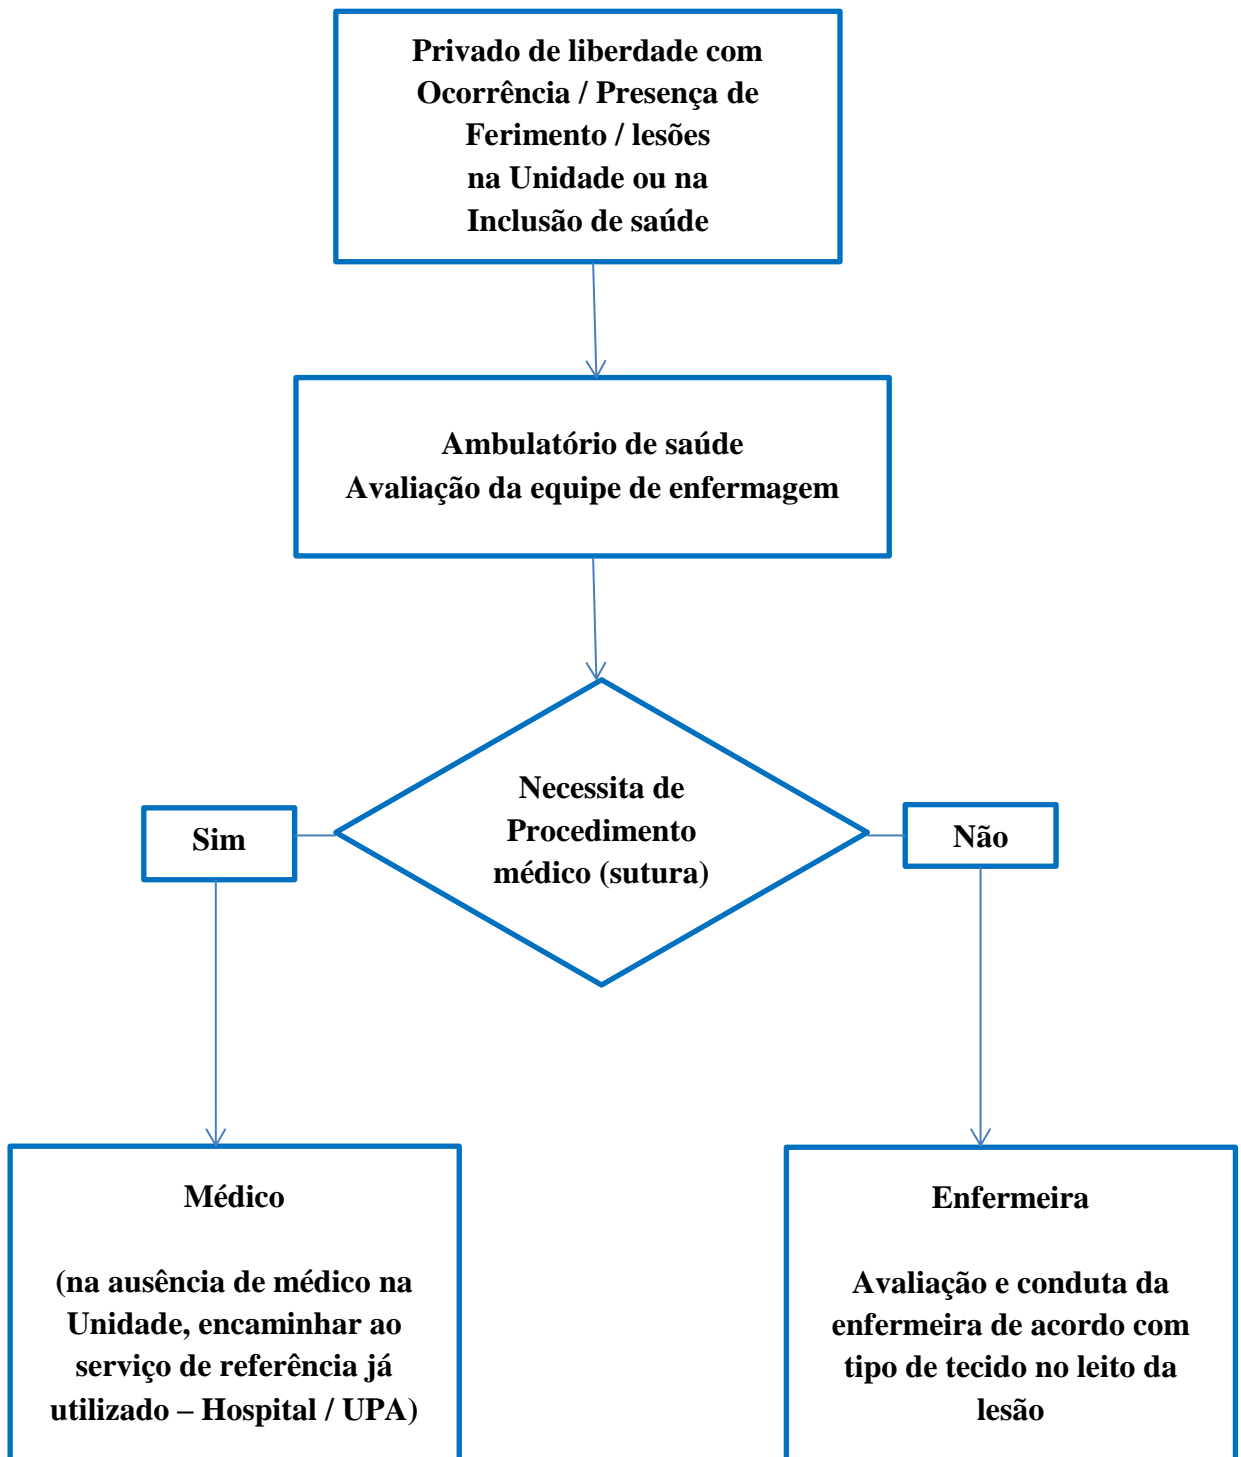 Privado de liberdade com
Ocorrência / Presença de
Ferimento / lesões
na Unidade ou na
Inclusão de saúde
Ambulatório de saúde
Avaliação da equipe de enfermagem
Necessita de
Procedimento
médico (sutura)
Sim
Não
Médico
(na ausência de médico na
Unidade, encaminhar ao
serviço de referência já
utilizado – Hospital / UPA)
Enfermeira
Avaliação e conduta da
enfermeira de acordo com
tipo de tecido no leito da
lesão